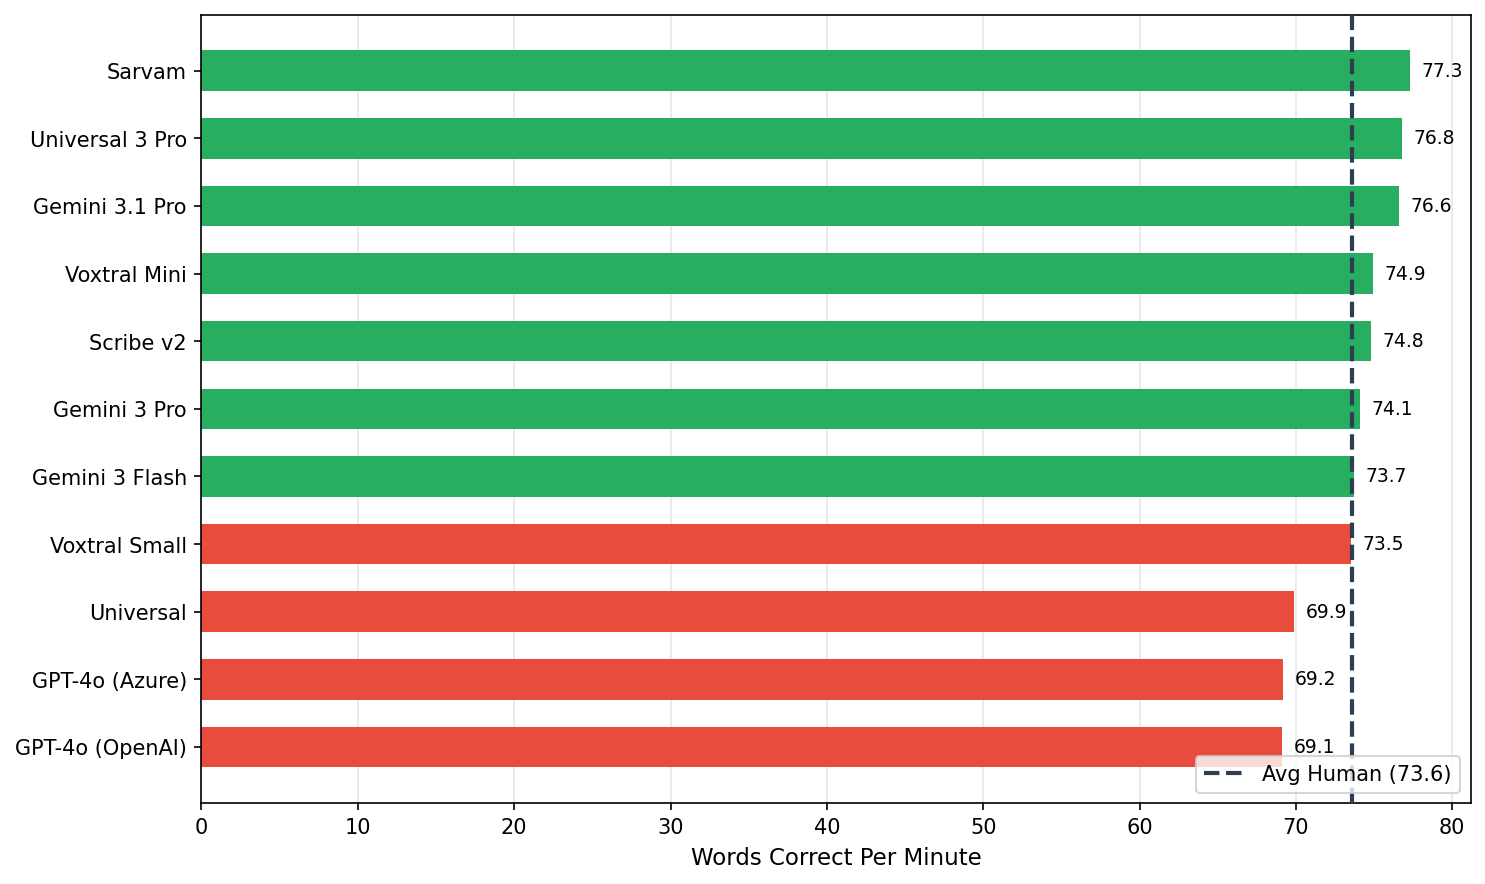 Sarvam 77.3
Universal 3 Pro 76.8
Gemini 3.1 Pro 76.6
Voxtral Mini 74.9
Scribe v2 74.8
Gemini 3 Pro 74.1
Gemini 3 Flash 73.7
Voxtral Small 73.5
Universal 69.9
GPT-4o (Azure) 69.2
GPT-4o (OpenAI) 69.1
Avg Human (73.6)
0 10 20 30 40 50 60 70 80
Words Correct Per Minute